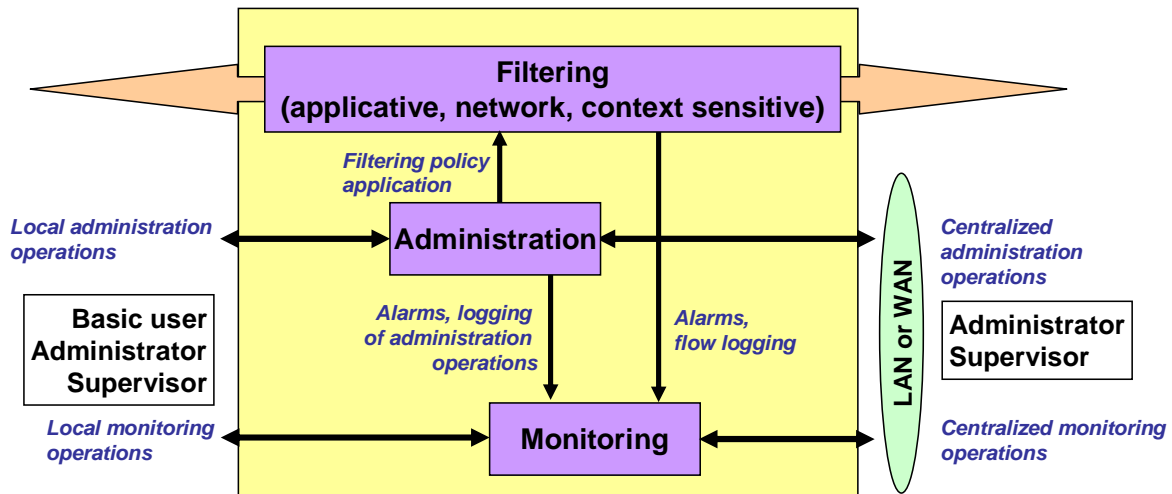 Filtering
(applicative, network, context sensitive)
Filtering policy
application
Local administration
operations
Administration
Centralized
administration
operations
Basic user
Administrator
Supervisor
Alarms, logging
of administration
operations
Alarms,
flow logging
LAN or WAN
Administrator
Supervisor
Local monitoring
operations
Monitoring
Centralized monitoring
operations